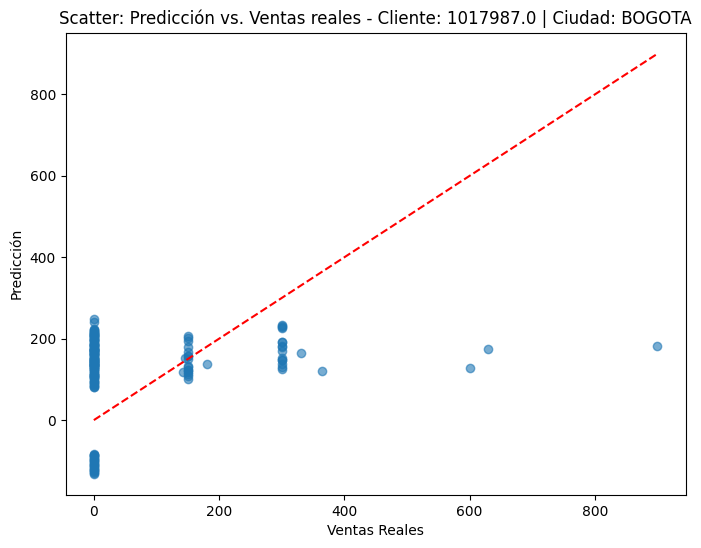 Scatter: Predicción vs. Ventas reales - Cliente: 1017987.0 | Ciudad: BOGOTA
800
600
400
200
0
Predicción
0 200 400 600 800
Ventas Reales